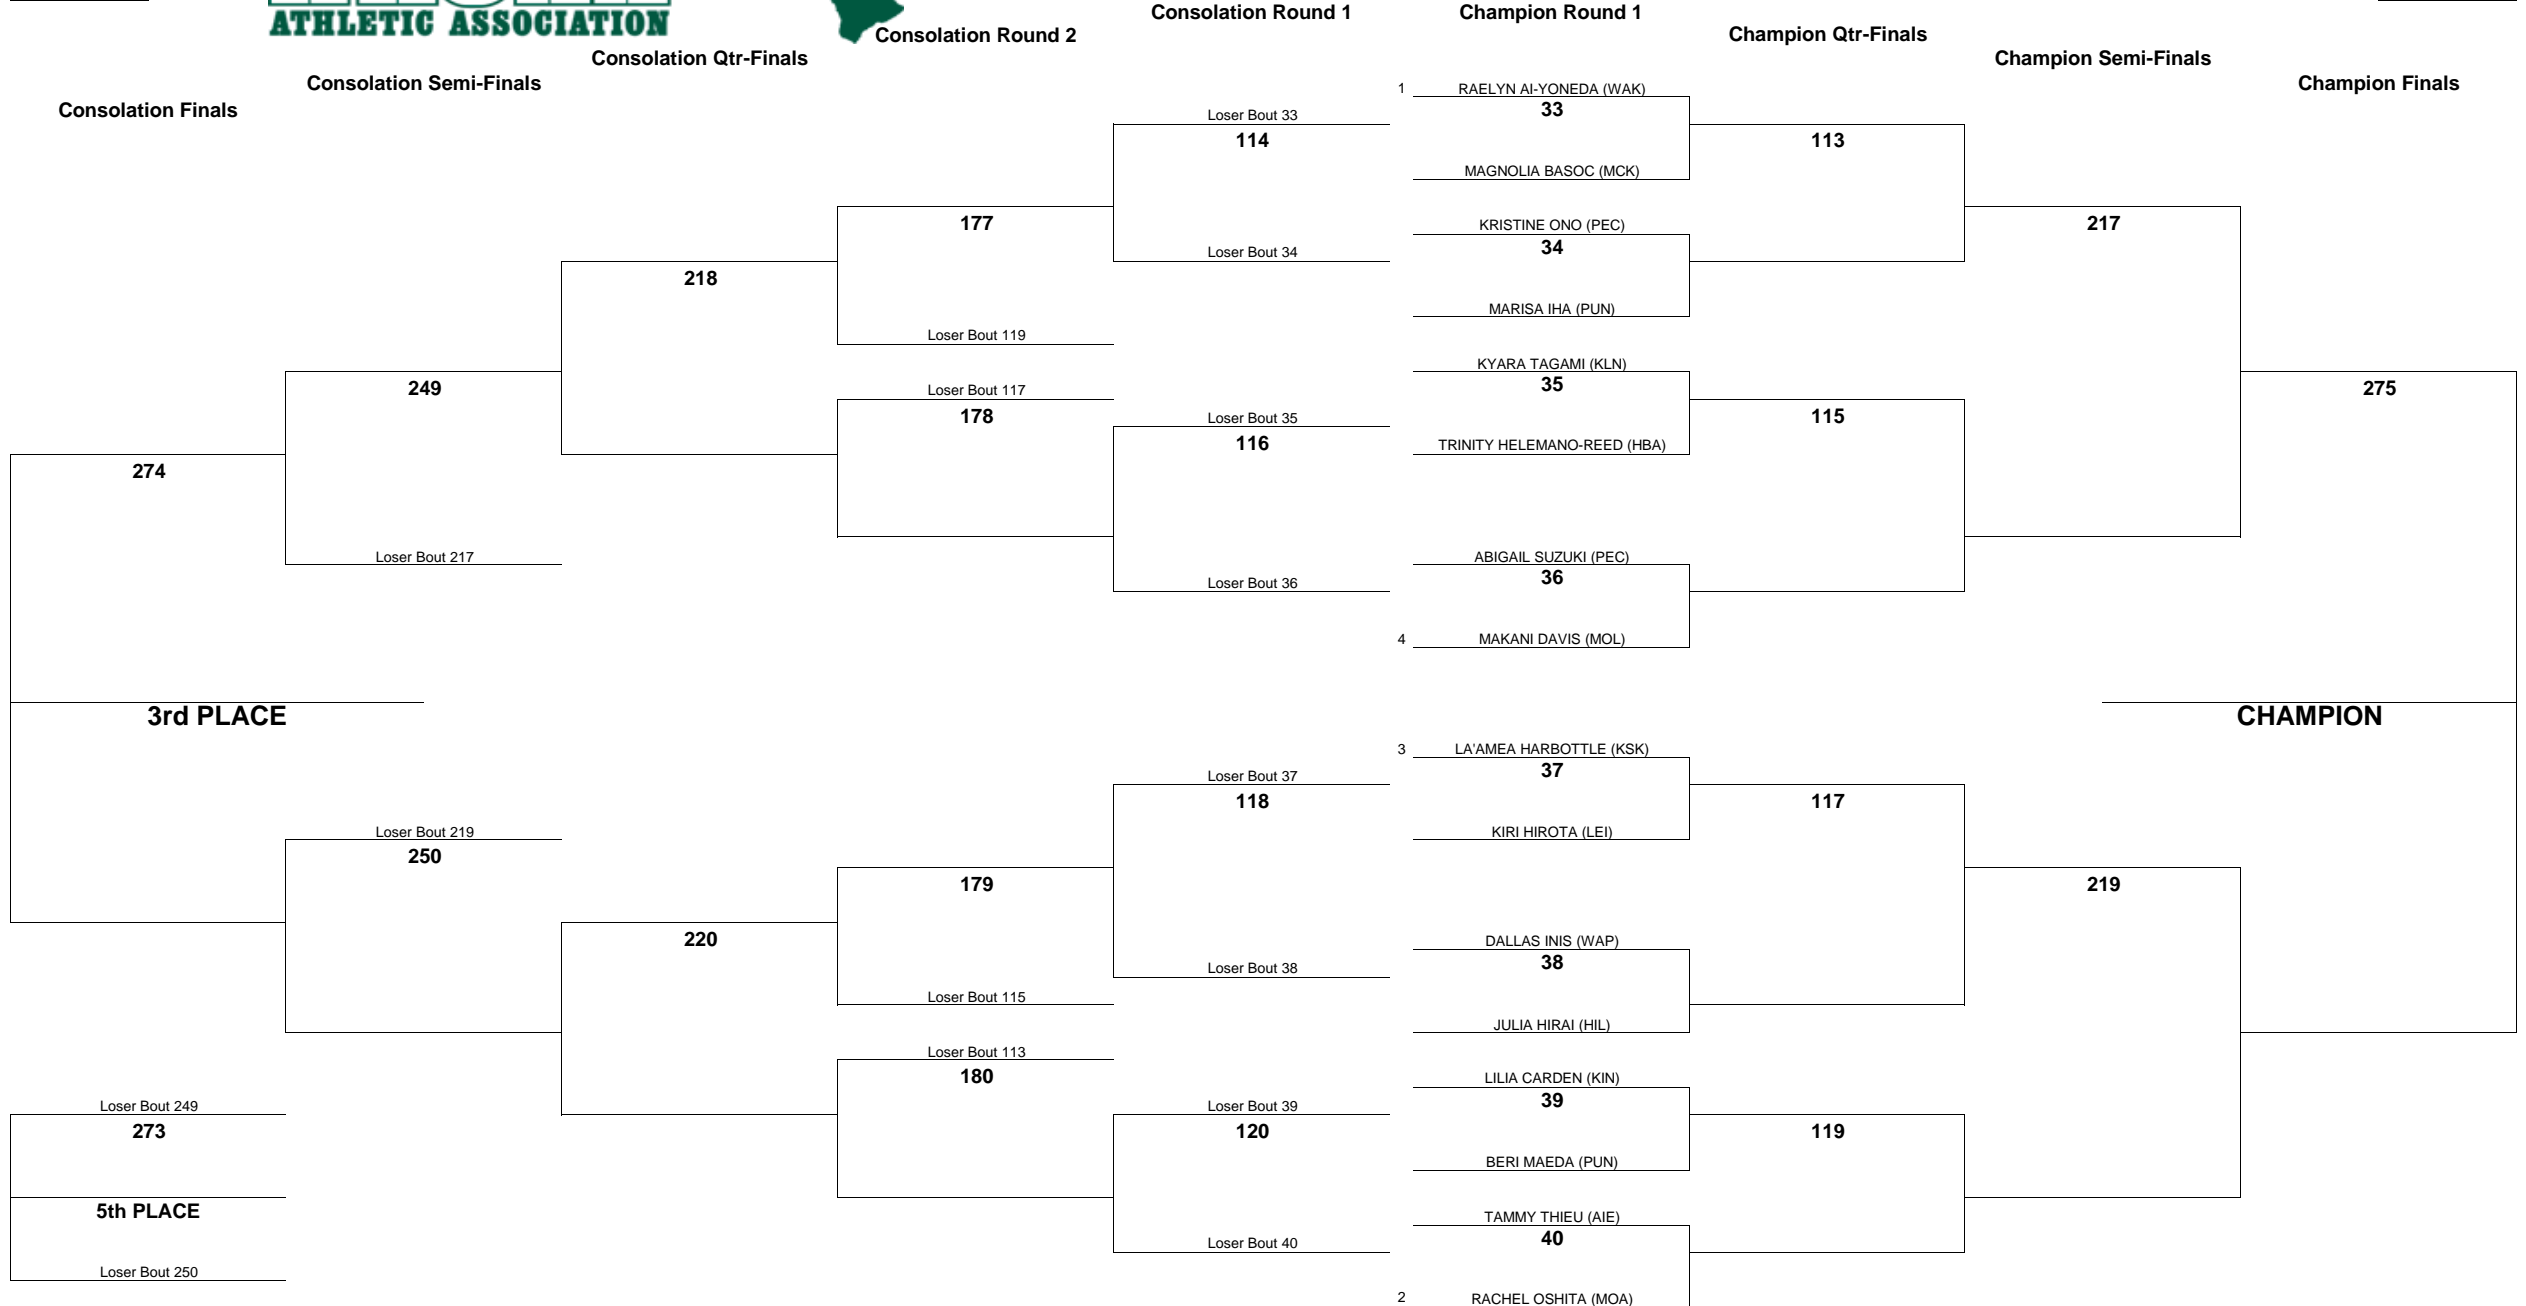 ATHLETIC ASSOCIATION
Consolation Round 1
Champion Round 1
Consolation Round 2
Champion Qtr-Finals
Consolation Qtr-Finals
Champion Semi-Finals
Consolation Semi-Finals
Champion Finals
Consolation Finals
1 RAELYN AI-YONEDA (WAK)
33
Loser Bout 33
114
113
MAGNOLIA BASOC (MCK)
177
KRISTINE ONO (PEC)
217
34
Loser Bout 34
218
MARISA IHA (PUN)
Loser Bout 119
KYARA TAGAMI (KLN)
249
Loser Bout 117
35
275
178
Loser Bout 35
115
116
TRINITY HELEMANO-REED (HBA)
274
Loser Bout 217
ABIGAIL SUZUKI (PEC)
36
Loser Bout 36
4 MAKANI DAVIS (MOL)
3rd PLACE
CHAMPION
3 LA'AMEA HARBOTTLE (KSK)
37
Loser Bout 37
118
117
Loser Bout 219
KIRI HIROTA (LEI)
250
179
219
220
DALLAS INIS (WAP)
38
Loser Bout 38
Loser Bout 115
JULIA HIRAI (HIL)
Loser Bout 113
180
LILIA CARDEN (KIN)
39
Loser Bout 249
Loser Bout 39
273
120
119
BERI MAEDA (PUN)
5th PLACE
TAMMY THIEU (AIE)
40
Loser Bout 40
Loser Bout 250
2 RACHEL OSHITA (MOA)